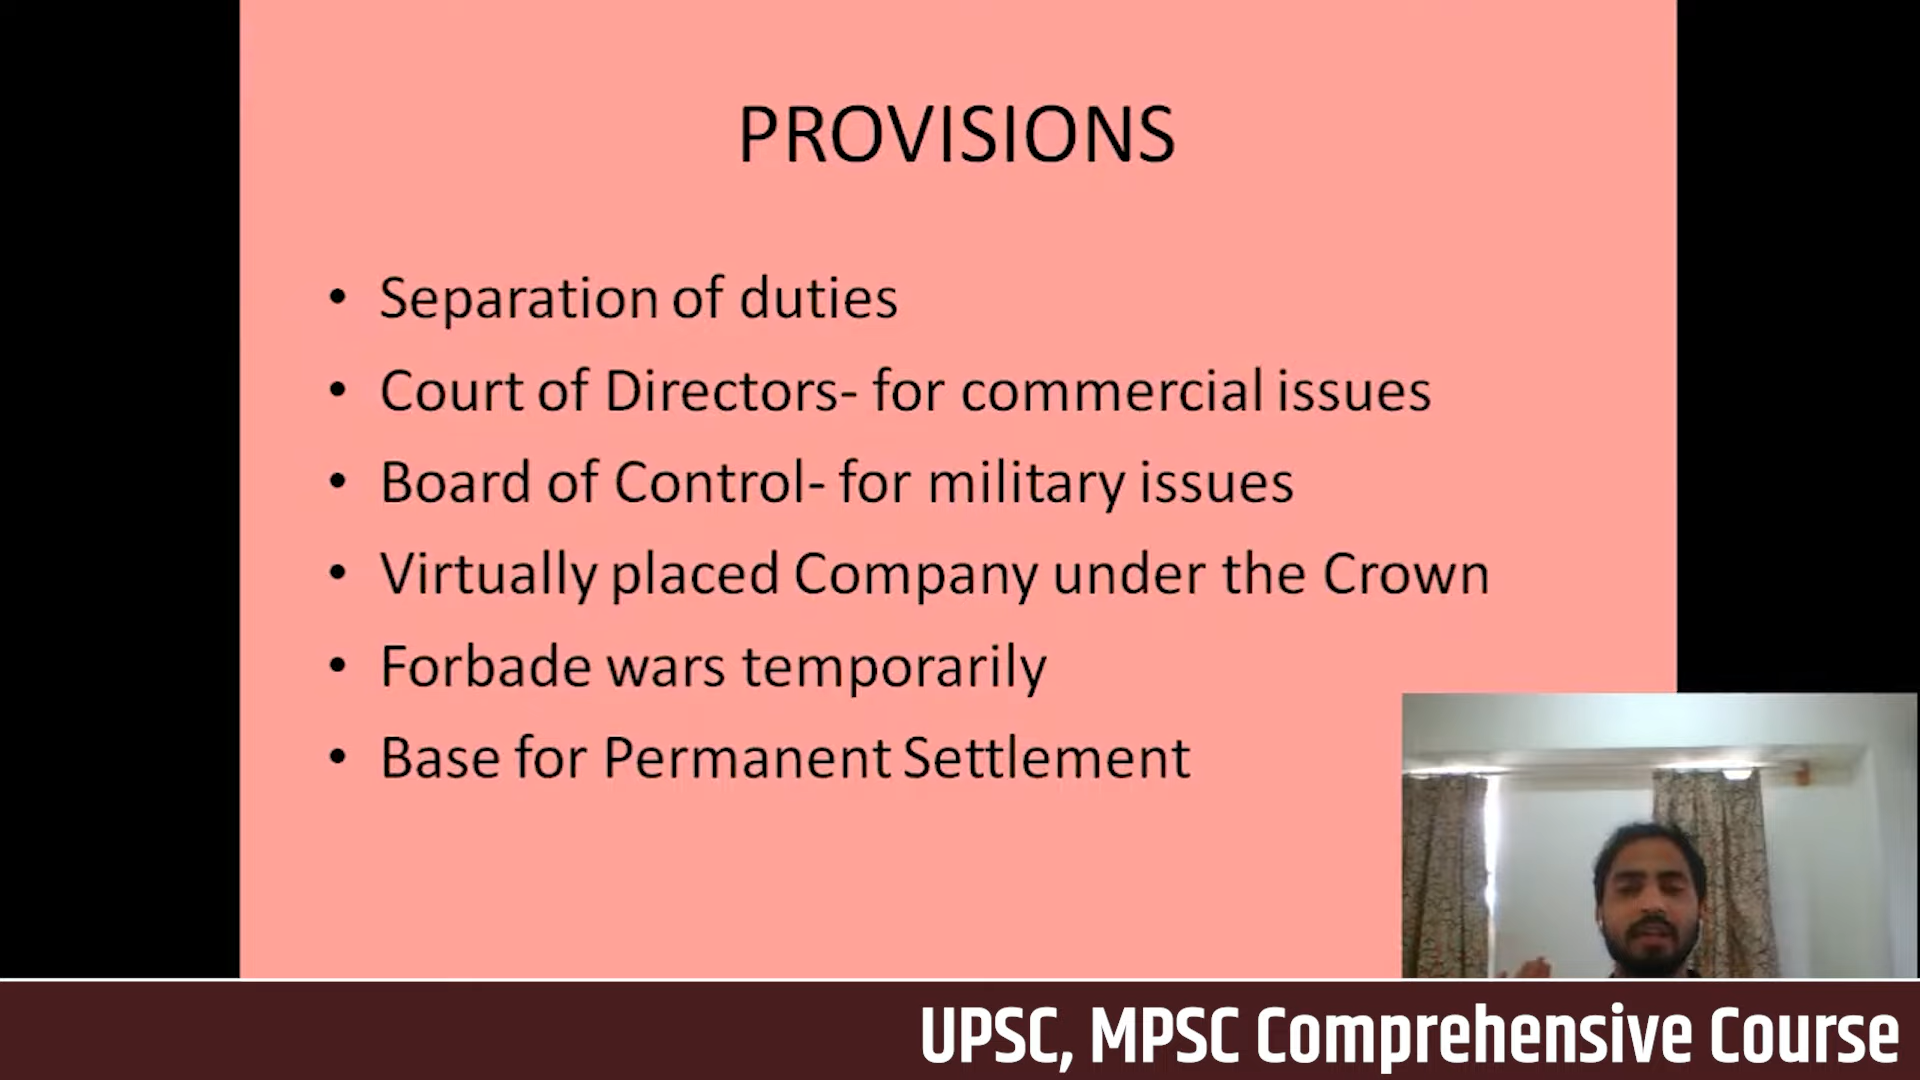 PROVISIONS
• Separation of duties
• Court of Directors- for commercial issues
• Board of Control- for military issues
• Virtually placed Company under the Crown
• Forbade wars temporarily
• Base for Permanent Settlement
UPSC, MPSC Comprehensive Course